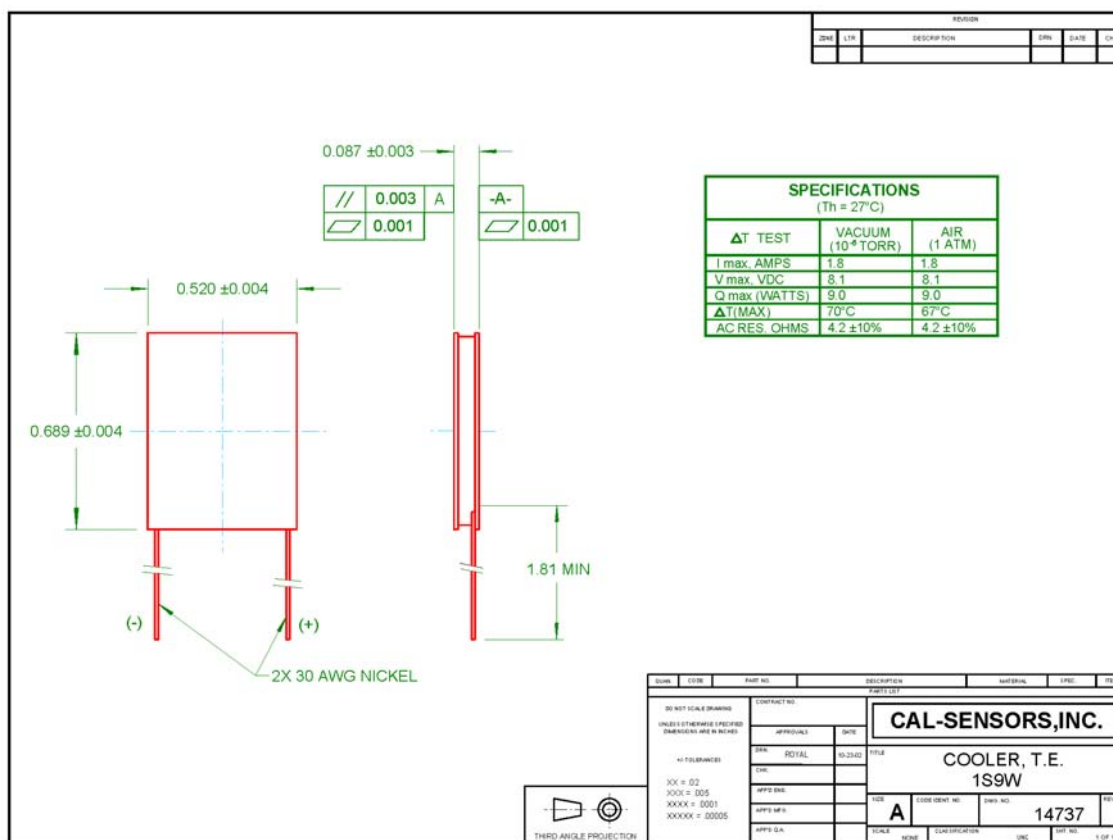 REVISION
ZONE LTR DESCRIPTION DRN DATE
0.087 ±0.003
// 0.003 A
0.001
-A-
0.001
SPECIFICATIONS
(Th = 27°C)
ΔT TEST VACUUM (10⁻⁶ TORR) AIR (1 ATM)
I max, AMPS 1.8 1.8
V max, VDC 8.1 8.1
Q max (WATTS) 9.0 9.0
ΔT(MAX) 70°C 67°C
AC RES. OHMS 4.2 ±10% 4.2 ±10%
0.520 ±0.004
0.689 ±0.004
1.81 MIN
(-)
(+)
2X 30 AWG NICKEL
CODE PART NO. DESCRIPTION MATERIAL SPEC.
PARTS LIST
DO NOT SCALE DRAWING
UNLESS OTHERWISE SPECIFIED
DIMENSIONS ARE IN INCHES
+/- TOLERANCES
XX = .02
XXX = .005
XXXX = .0001
XXXXX = .00005
CONTRACT NO.
APPROVALS DATE
DRN. ROYAL 10-23-02
CHK.
APP'D ENG.
APP'D MFG.
APP'D Q.A.
CAL-SENSORS,INC.
TITLE
COOLER, T.E.
1S9W
SIZE A CODE IDENT. NO. DWG. NO. 14737
SCALE NONE CLASSIFICATION UNC SHT. NO. 1 OF
THIRD ANGLE PROJECTION